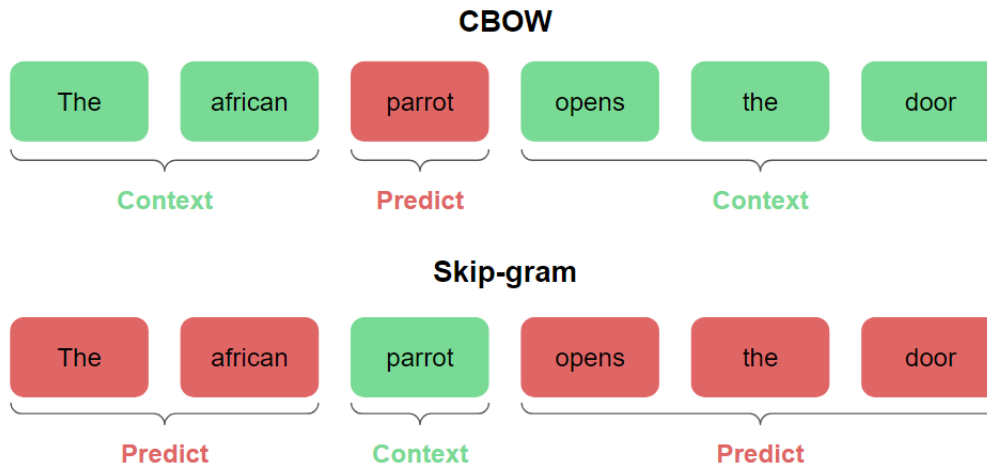 CBOW
The african parrot opens the door
Context Predict Context
Skip-gram
The african parrot opens the door
Predict Context Predict